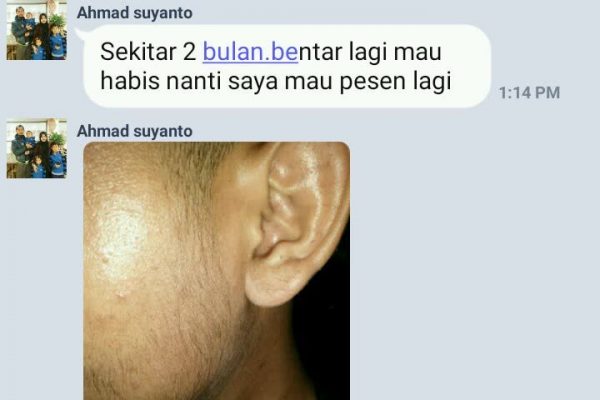 Ahmad suyanto
Sekitar 2 bulan.bentar lagi mau
habis nanti saya mau pesen lagi
1:14 PM
Ahmad suyanto